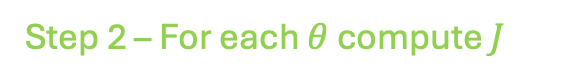 Step 2 – For each θ compute J